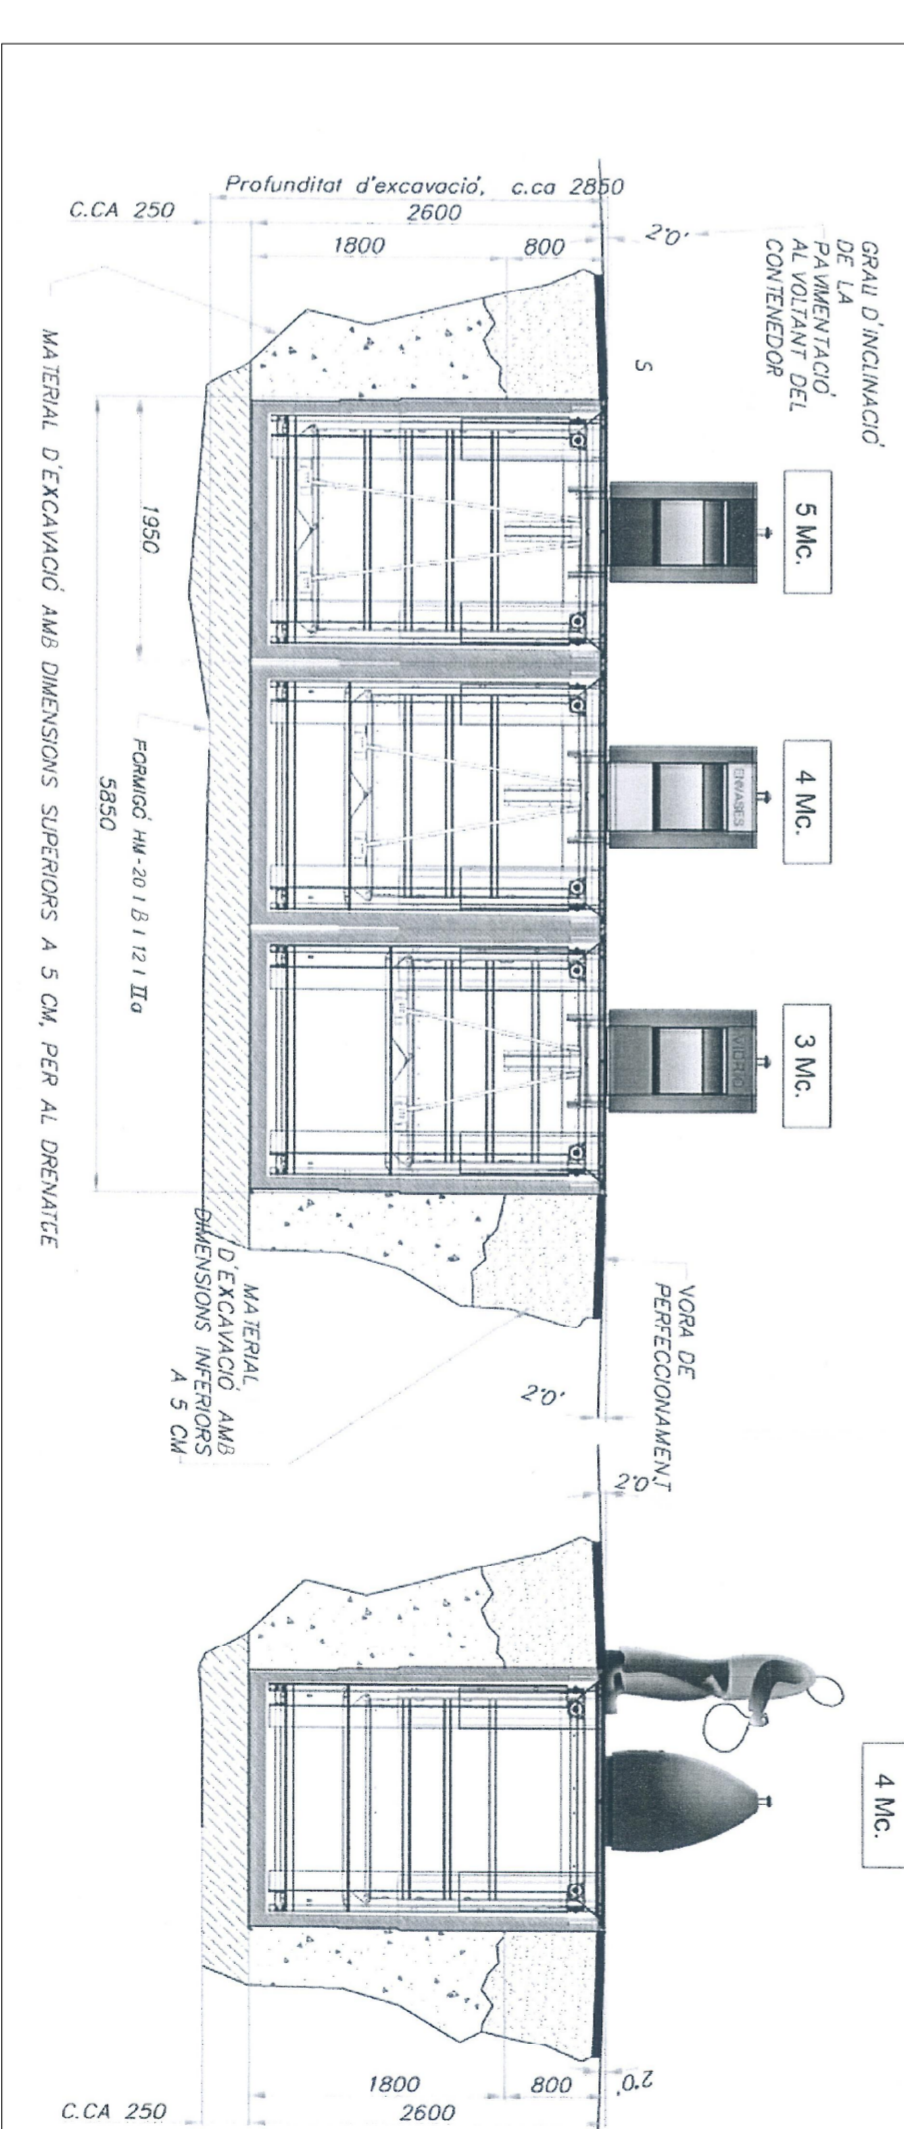 Profunditat d'excavació, c.ca 2850
C.CA 250
2600
1800
800
2'0'
GRAU D'INCLINACIÓ
DE LA
PAVIMENTACIÓ
AL VOLTANT DEL
CONTENEDOR
S
5 Mc.
4 Mc.
ENVASES
3 Mc.
VIDRIO
1950
5850
FORMIGÓ HM-20 I B I 12 I IIa
MATERIAL D'EXCAVACIÓ AMB DIMENSIONS SUPERIORS A 5 CM, PER AL DRENATGE
MATERIAL
D'EXCAVACIÓ AMB
DIMENSIONS INFERIORS
A 5 CM
VORA DE
PERFECCIONAMEN,T
2'0'
2'0'
4 Mc.
2'0'
1800
800
C.CA 250
2600